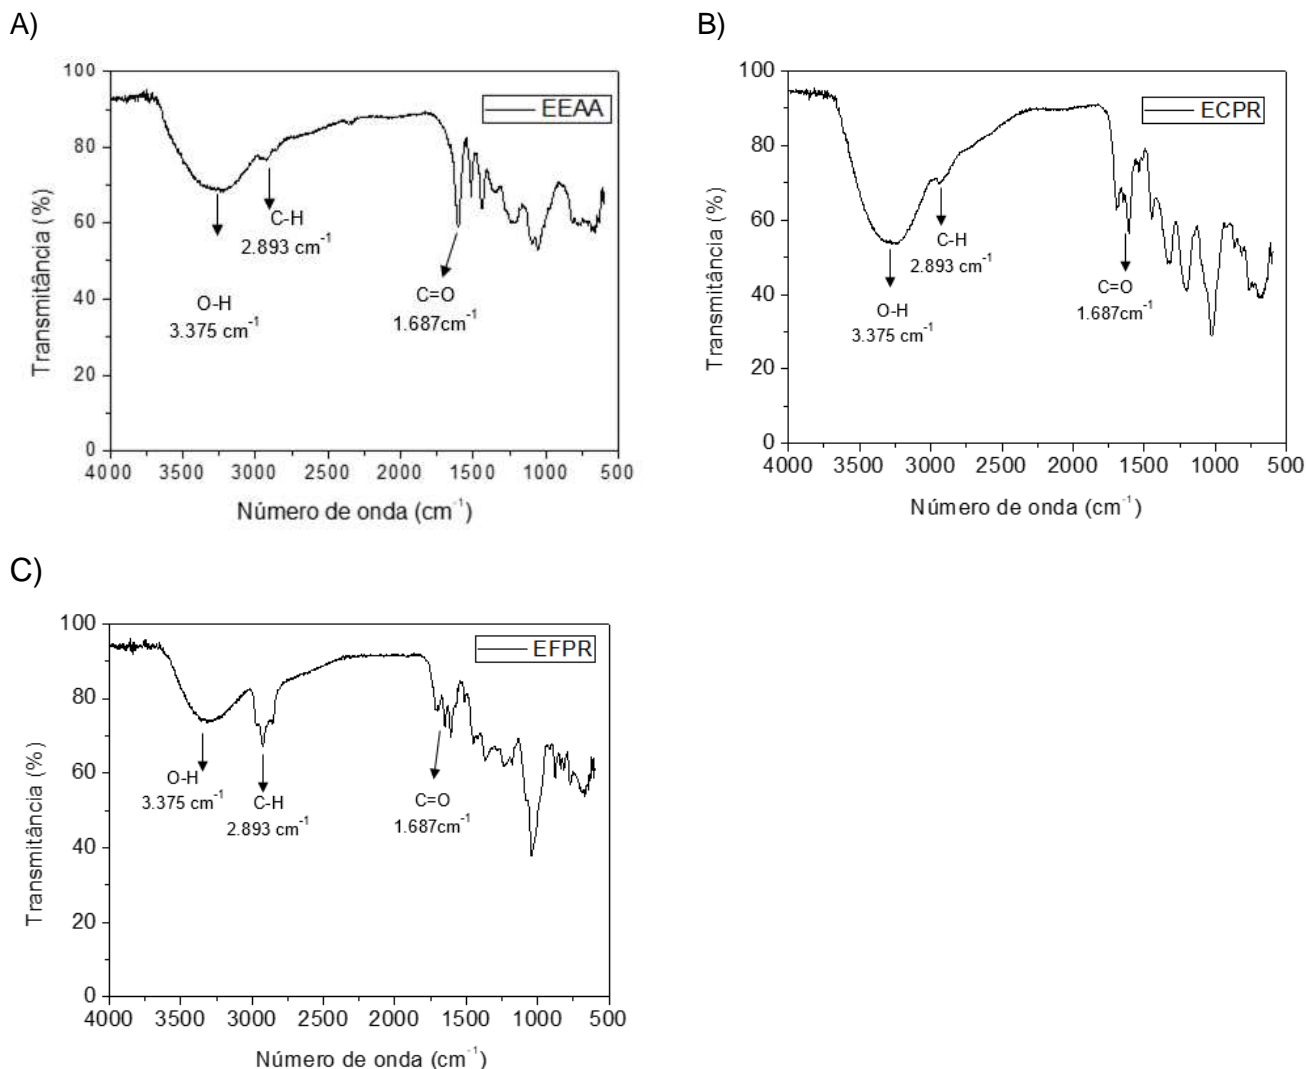 A)
EEAA
100
80
60
40
20
0
C-H
2.893 cm⁻¹
O-H
3.375 cm⁻¹
C=O
1.687cm⁻¹
4000 3500 3000 2500 2000 1500 1000 500
Número de onda (cm⁻¹)
Transmitância (%)
B)
ECPR
100
80
60
40
20
0
C-H
2.893 cm⁻¹
O-H
3.375 cm⁻¹
C=O
1.687cm⁻¹
4000 3500 3000 2500 2000 1500 1000 500
Número de onda (cm⁻¹)
Transmitância (%)
C)
EFPR
100
80
60
40
20
0
O-H
3.375 cm⁻¹
C-H
2.893 cm⁻¹
C=O
1.687cm⁻¹
4000 3500 3000 2500 2000 1500 1000 500
Número de onda (cm⁻¹)
Transmitância (%)